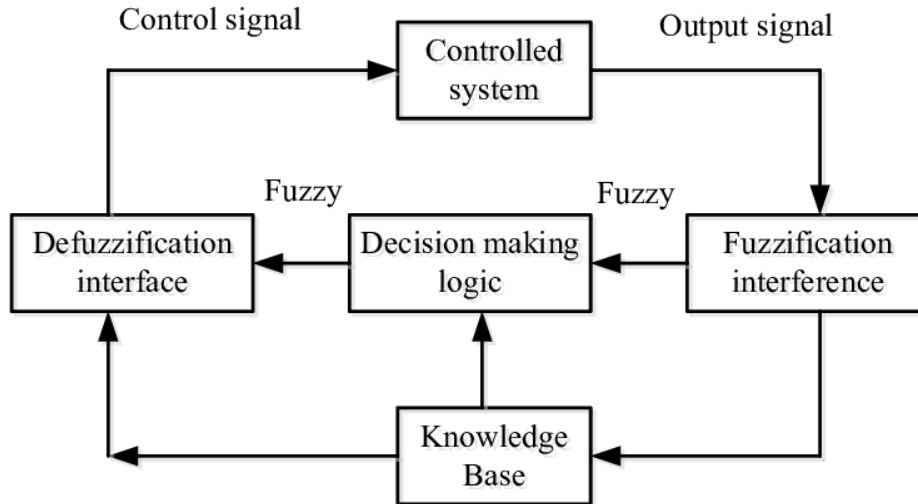 Control signal
Output signal
Controlled
system
Fuzzy
Fuzzy
Defuzzification
interface
Decision making
logic
Fuzzification
interference
Knowledge
Base